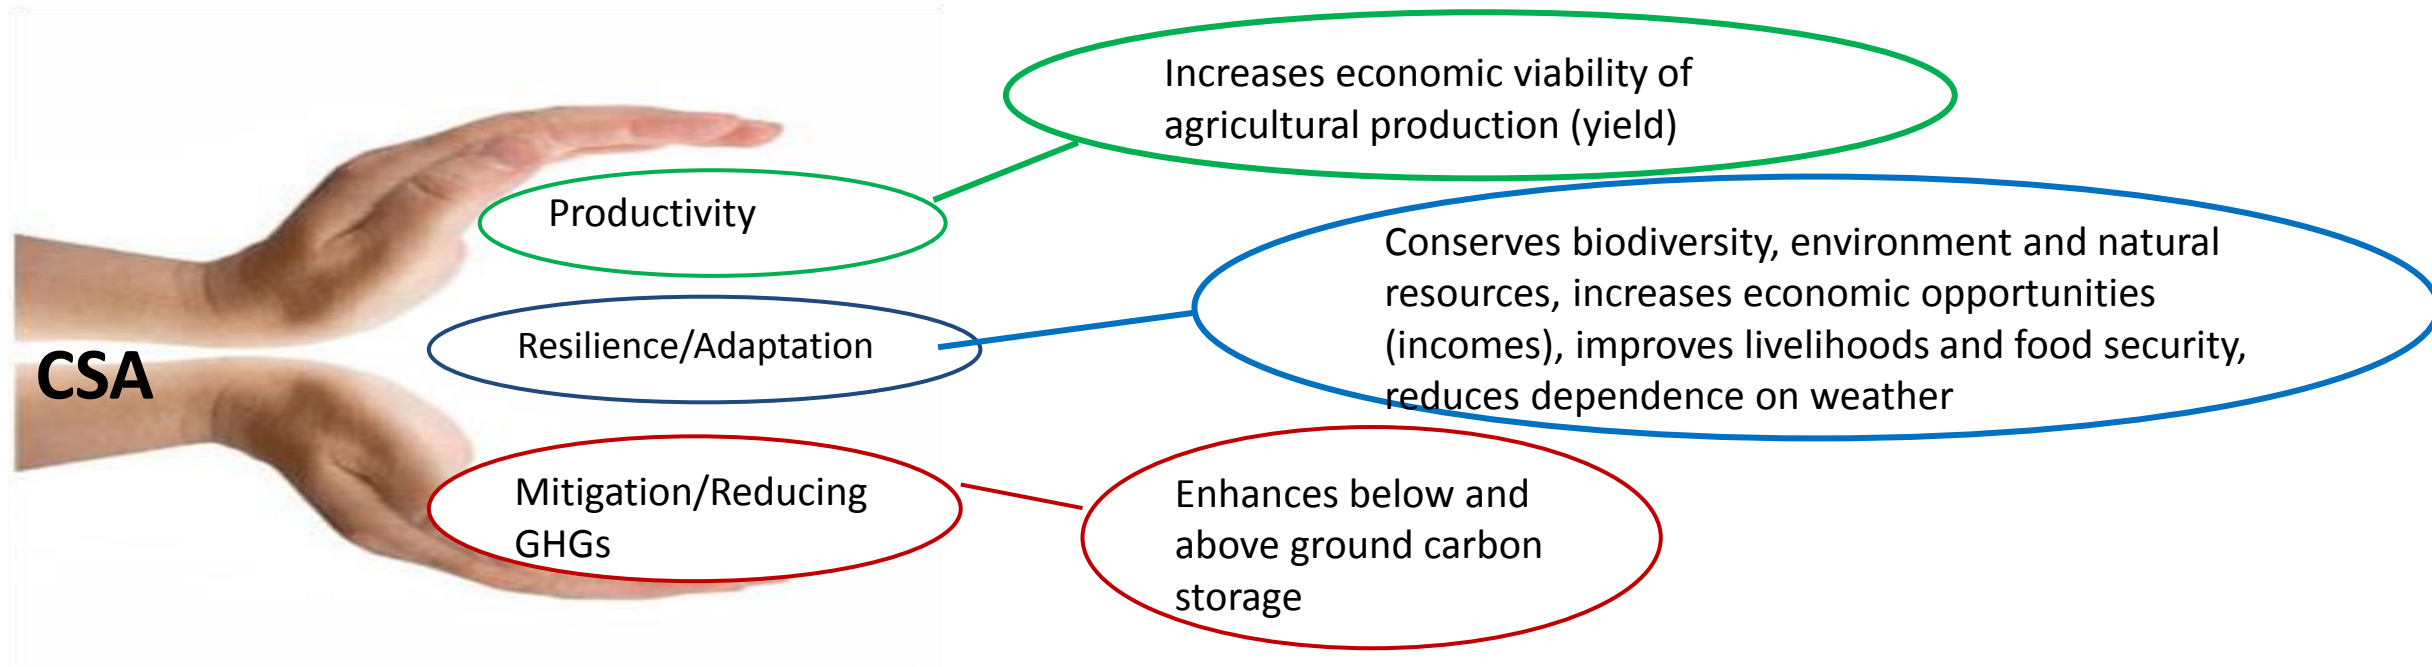 Increases economic viability of
agricultural production (yield)
Productivity
Conserves biodiversity, environment and natural
resources, increases economic opportunities
(incomes), improves livelihoods and food security,
reduces dependence on weather
Resilience/Adaptation
CSA
Mitigation/Reducing
GHGs
Enhances below and
above ground carbon
storage